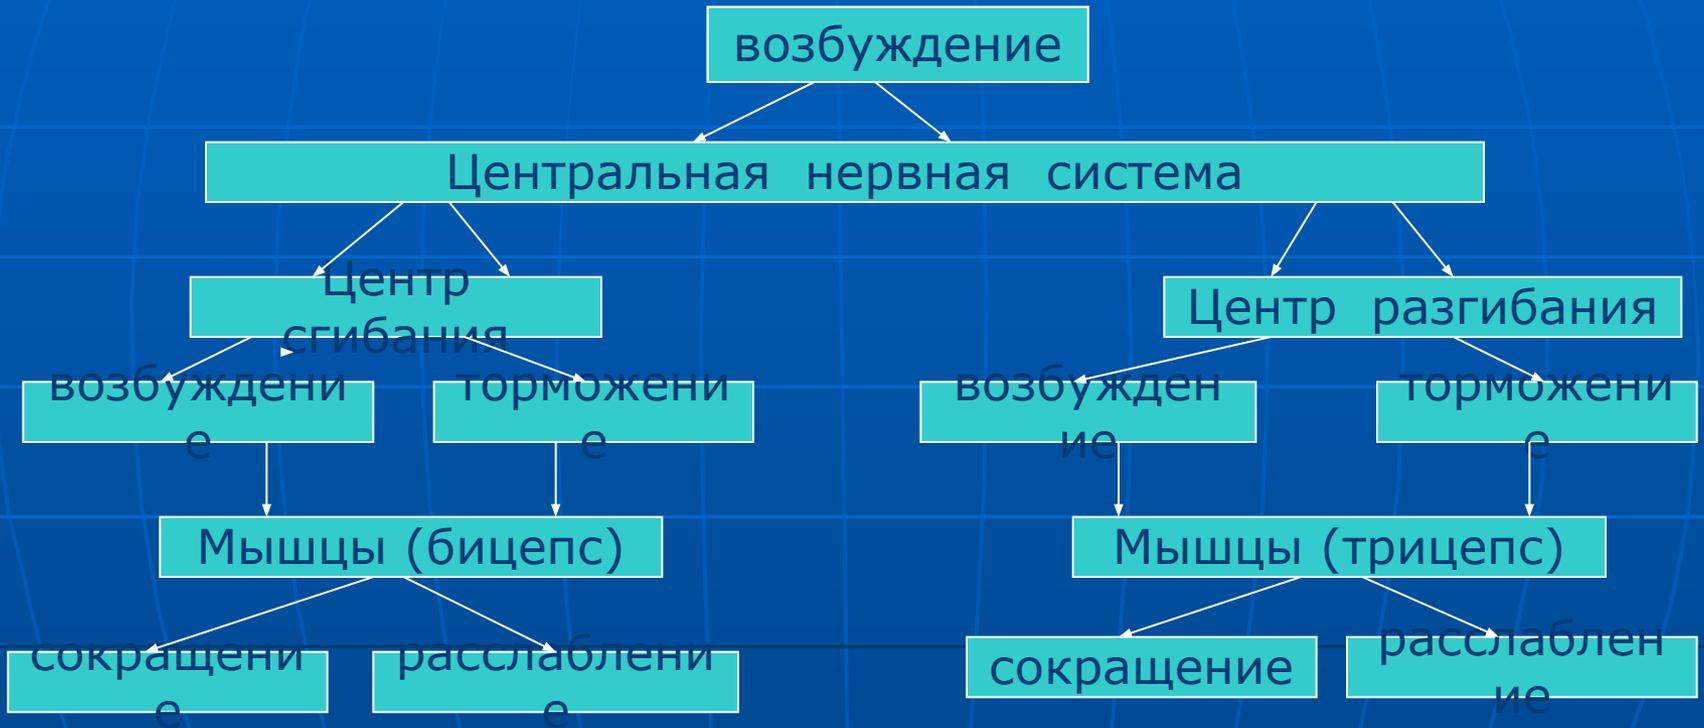 возбуждение
Центральная нервная система
Центр
сгибания
Центр разгибания
возбуждени
е
торможени
е
возбужден
ие
торможени
е
Мышцы (бицепс)
Мышцы (трицепс)
сокращени
е
расслаблени
е
сокращение
расслаблен
ие